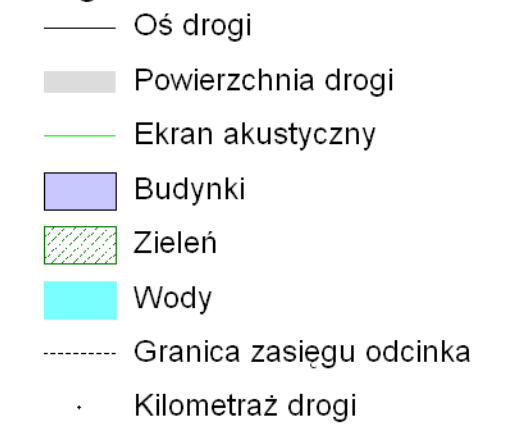 Oś drogi
Powierzchnia drogi
Ekran akustyczny
Budynki
Zieleń
Wody
Granica zasięgu odcinka
Kilometraż drogi